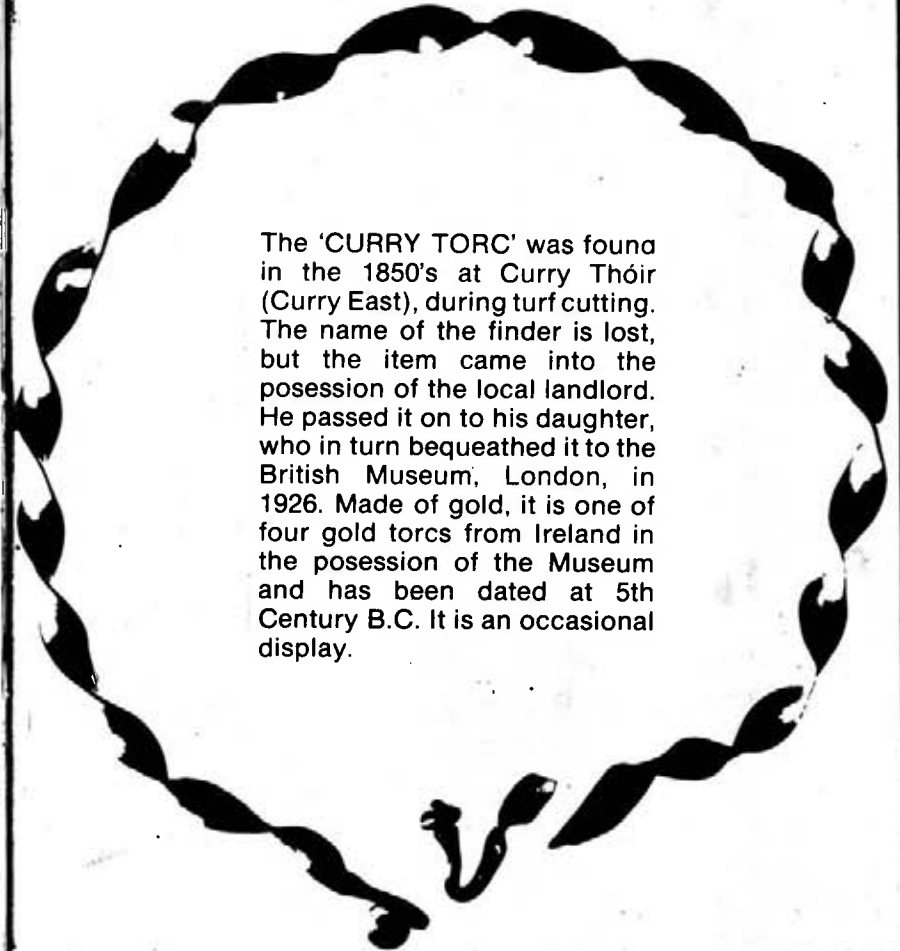 The ‘CURRY TORC’ was found
in the 1850's at Curry Thóir
(Curry East), during turf cutting.
The name of the finder is lost,
but the item came into the
posession of the local landlord.
He passed it on to his daughter,
who in turn bequeathed it to the
British Museum, London, in
1926. Made of gold, it is one of
four gold torcs from Ireland in
the posession of the Museum
and has been dated at 5th
Century B.C. It is an occasional
display.